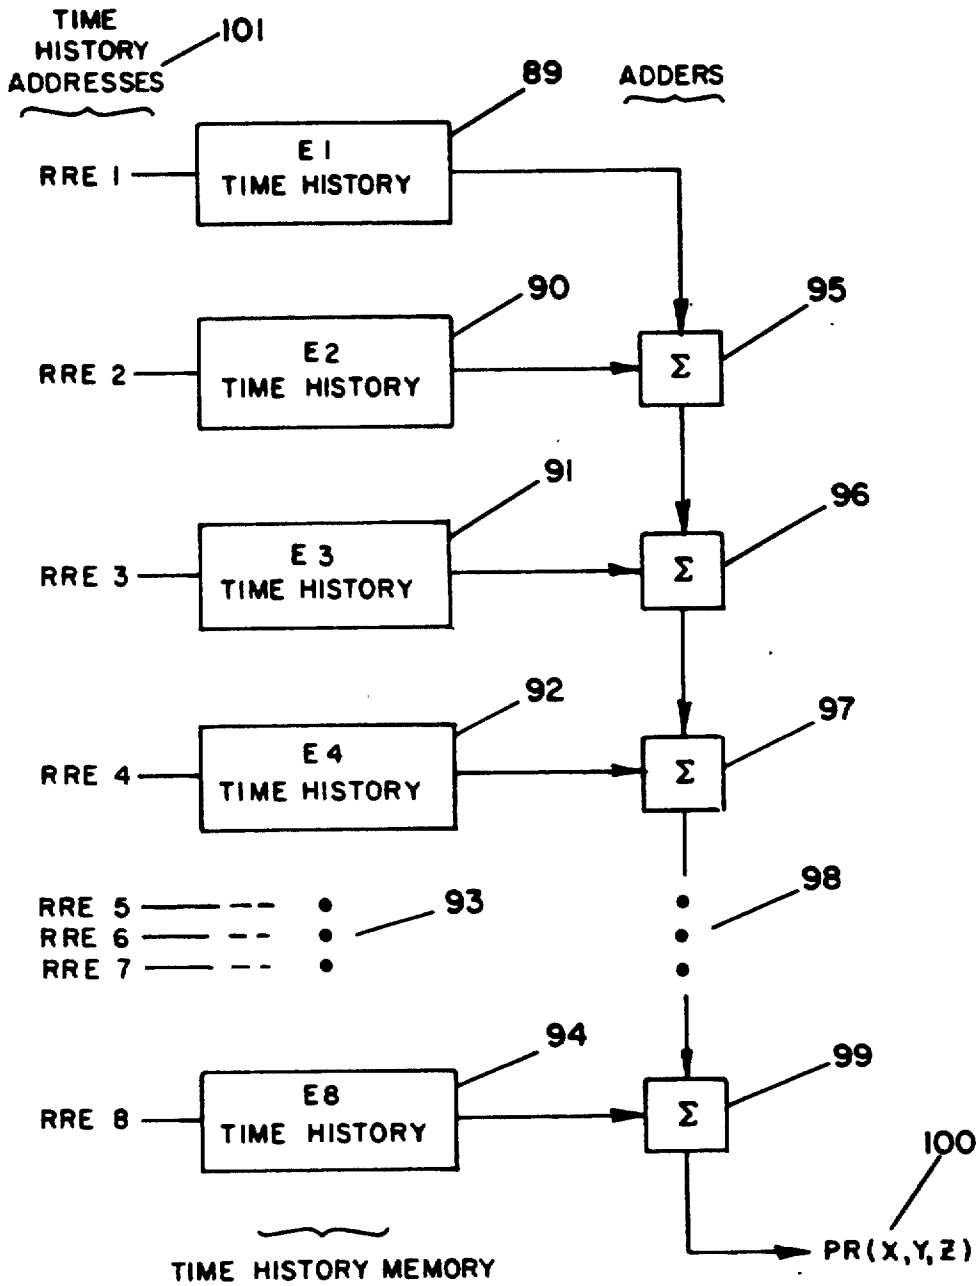 TIME
HISTORY
ADDRESSES
101
ADDERS
89
RRE 1
E1
TIME HISTORY
90
95
RRE 2
E2
TIME HISTORY
Σ
91
96
RRE 3
E3
TIME HISTORY
Σ
92
97
RRE 4
E4
TIME HISTORY
Σ
RRE 5
RRE 6
RRE 7
93
98
94
99
RRE 8
E8
TIME HISTORY
Σ
100
PR(X,Y,Z)
TIME HISTORY MEMORY